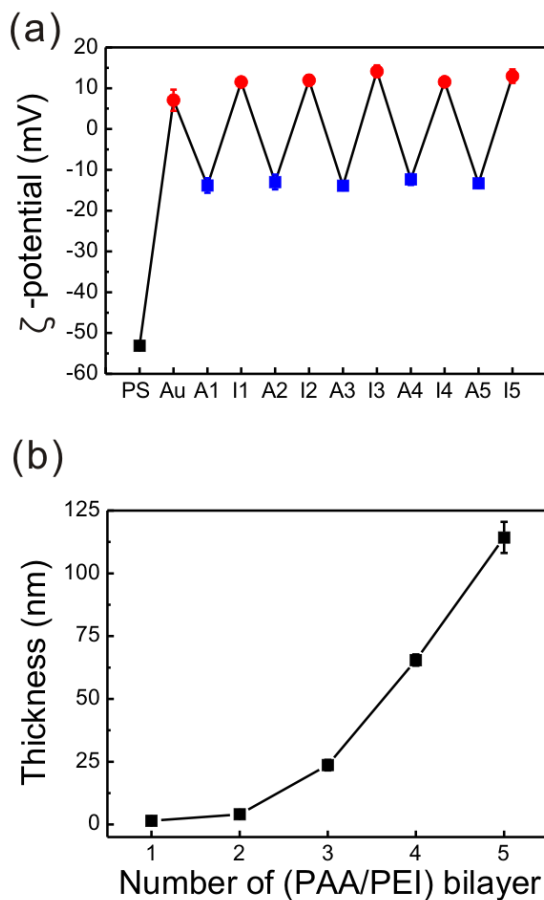 (a)
20
10
0
-10
-20
-30
-40
-50
-60
ζ -potential (mV)
PS Au A1 I1 A2 I2 A3 I3 A4 I4 A5 I5
(b)
125
100
75
50
25
0
Thickness (nm)
1 2 3 4 5
Number of (PAA/PEI) bilayer